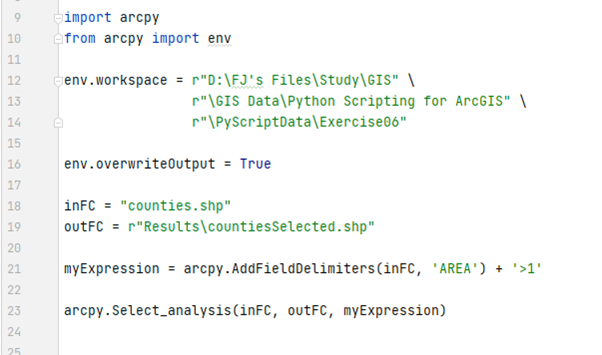 9 import arcpy
10 from arcpy import env
11
12 env.workspace = r"D:\FJ's Files\Study\GIS" \
13 r"\GIS Data\Python Scripting for ArcGIS" \
14 r"\PyScriptData\Exercise06"
15
16 env.overwriteOutput = True
17
18 inFC = "counties.shp"
19 outFC = r"Results\countiesSelected.shp"
20
21 myExpression = arcpy.AddFieldDelimiters(inFC, 'AREA') + '>1'
22
23 arcpy.Select_analysis(inFC, outFC, myExpression)
24
25